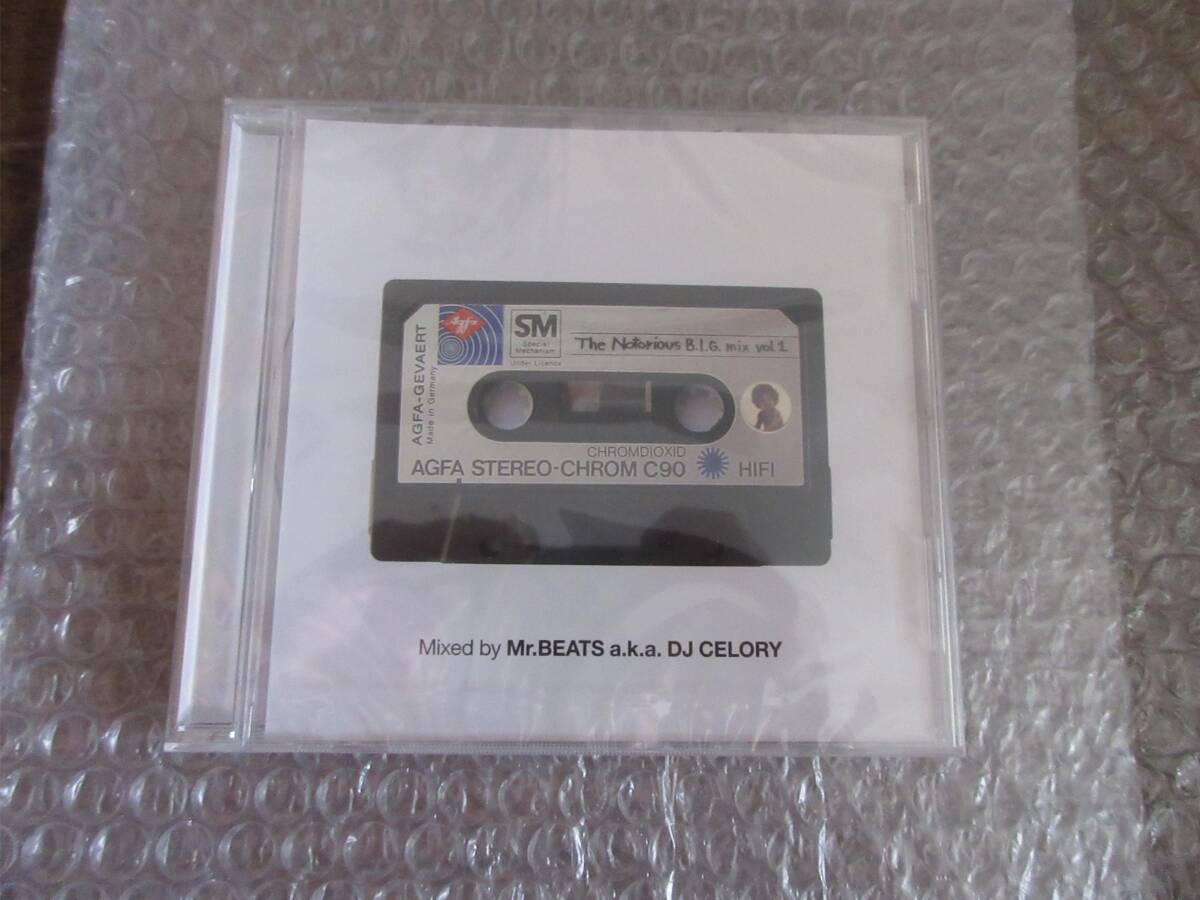 Agfa
SM
Special
Mechanism
Under Licence
The Notorious B.I.G. mix vol.1
AGFA-GEVAERT
Made in Germany
CHROMDIOXID
AGFA STEREO-CHROM C90
HIFI
Mixed by Mr.BEATS a.k.a. DJ CELORY